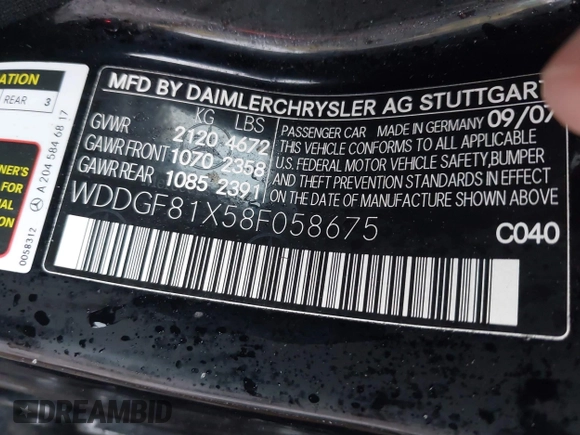 ATION
REAR 3
NER'S
A 204 584 68 17
0058312
MFD BY DAIMLERCHRYSLER AG STUTTGART
KG LBS
GVWR 2120 4672
GAWR FRONT 1070 2358
GAWR REAR 1085 2391
PASSENGER CAR MADE IN GERMANY 09/07
THIS VEHICLE CONFORMS TO ALL APPLICABLE
U.S. FEDERAL MOTOR VEHICLE SAFETY, BUMPER
AND THEFT PREVENTION STANDARDS IN EFFECT
ON THE DATE OF MANUFACTURE SHOWN ABOVE
WDDGF81X58F058675
C040
DREAMBID